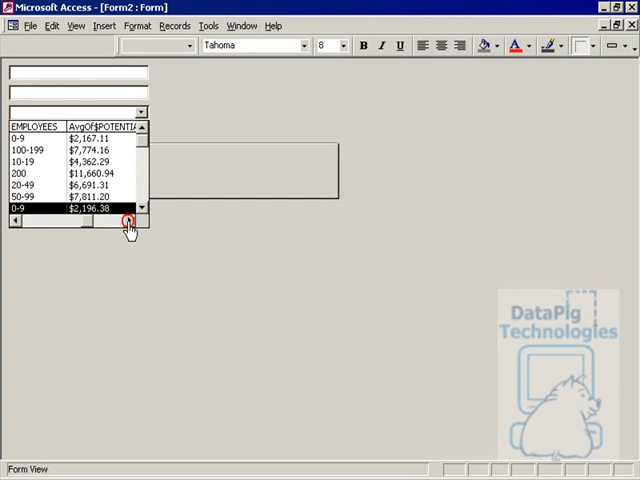 Microsoft Access - [Form2 : Form]
File Edit View Insert Format Records Tools Window Help
Tahoma 8 B I U A
EMPLOYEES AvgOf$POTENTIA
0-9 $2,167.11
100-199 $7,774.16
10-19 $4,362.29
200 $11,660.94
20-49 $6,691.31
50-99 $7,811.20
0-9 $2,196.38
DataPig
Technologies
Form View